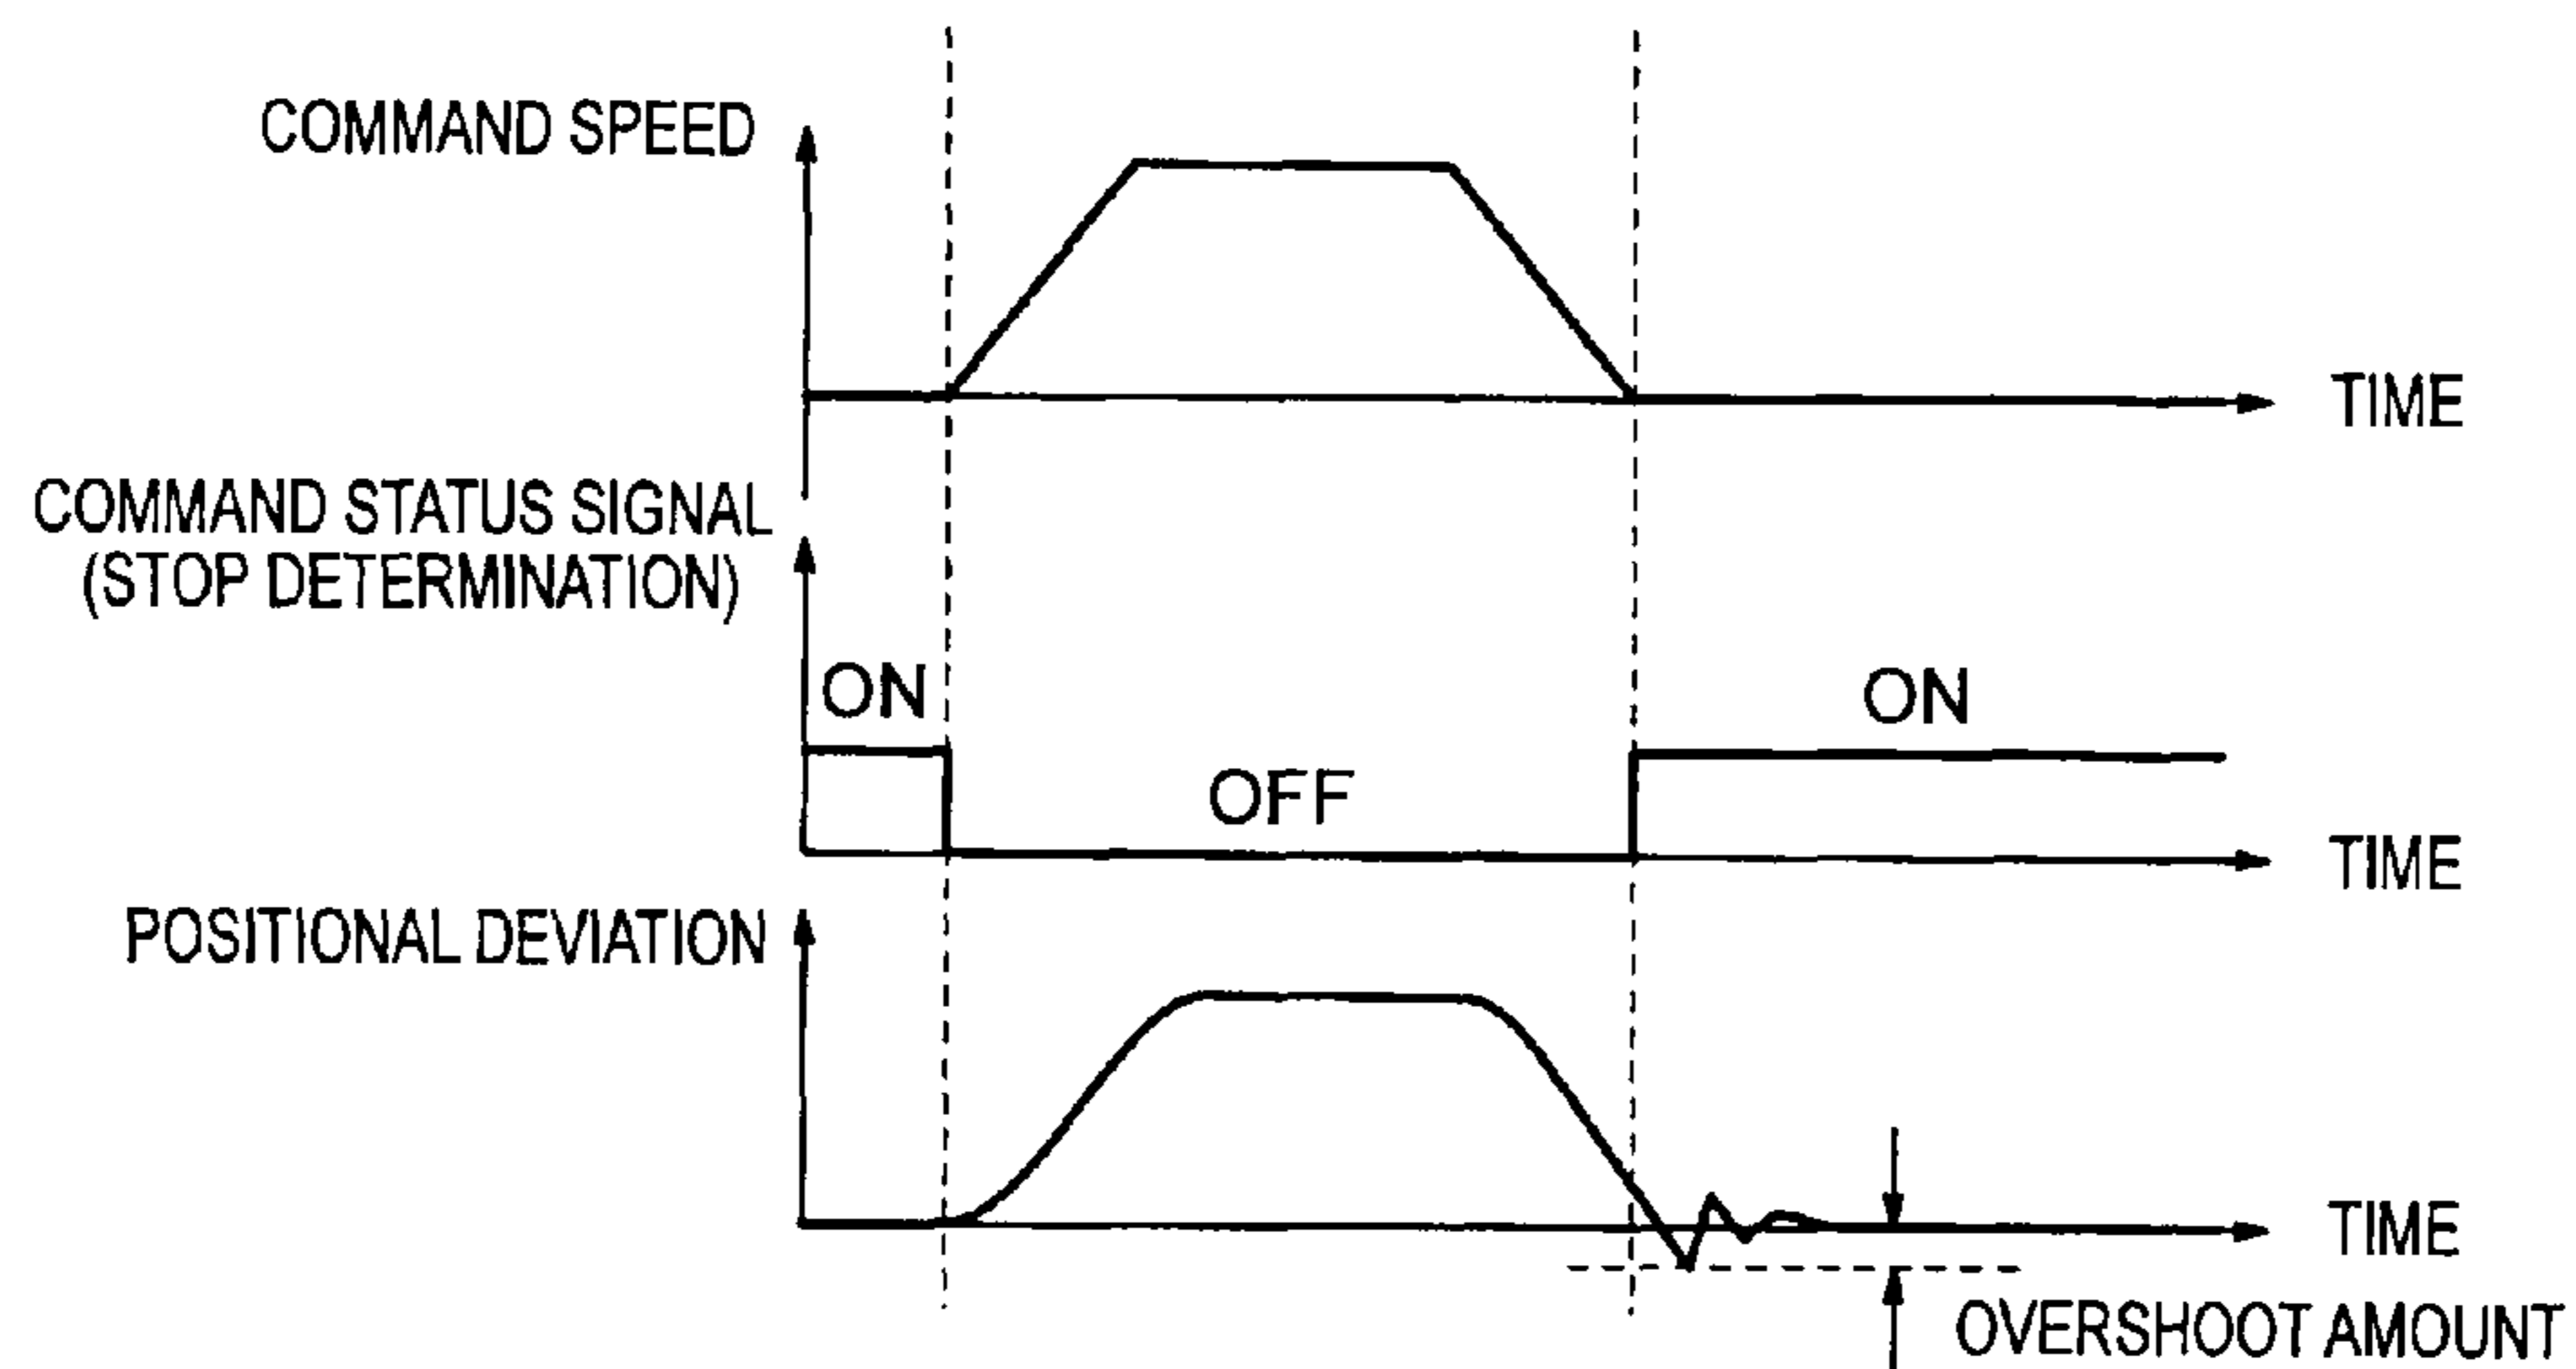 COMMAND SPEED
TIME
COMMAND STATUS SIGNAL
(STOP DETERMINATION)
ON
ON
OFF
TIME
POSITIONAL DEVIATION
TIME
OVERSHOOT AMOUNT